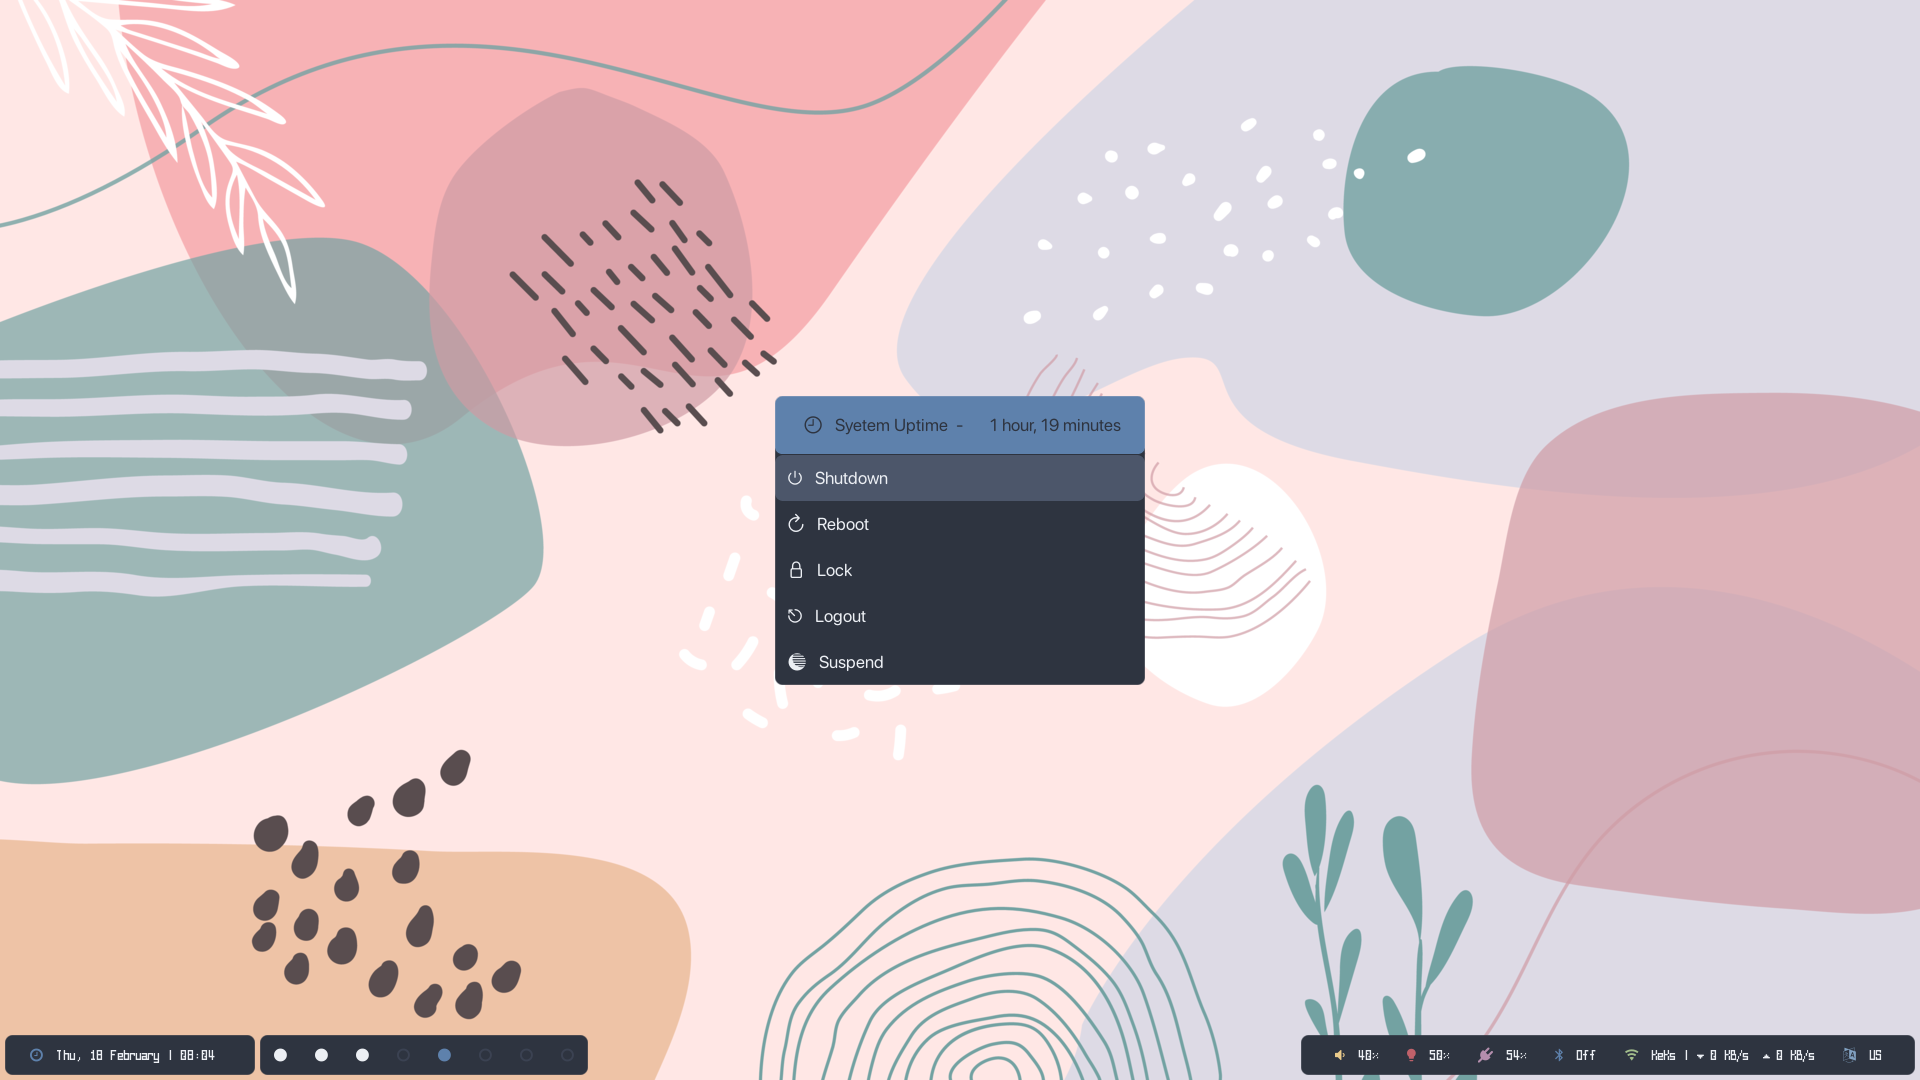 Syetem Uptime - 1 hour, 19 minutes
Shutdown
Reboot
Lock
Logout
Suspend
Thu, 18 February | 08:04
40% 50% 54% Off KeKs | 0 KB/s 0 KB/s US